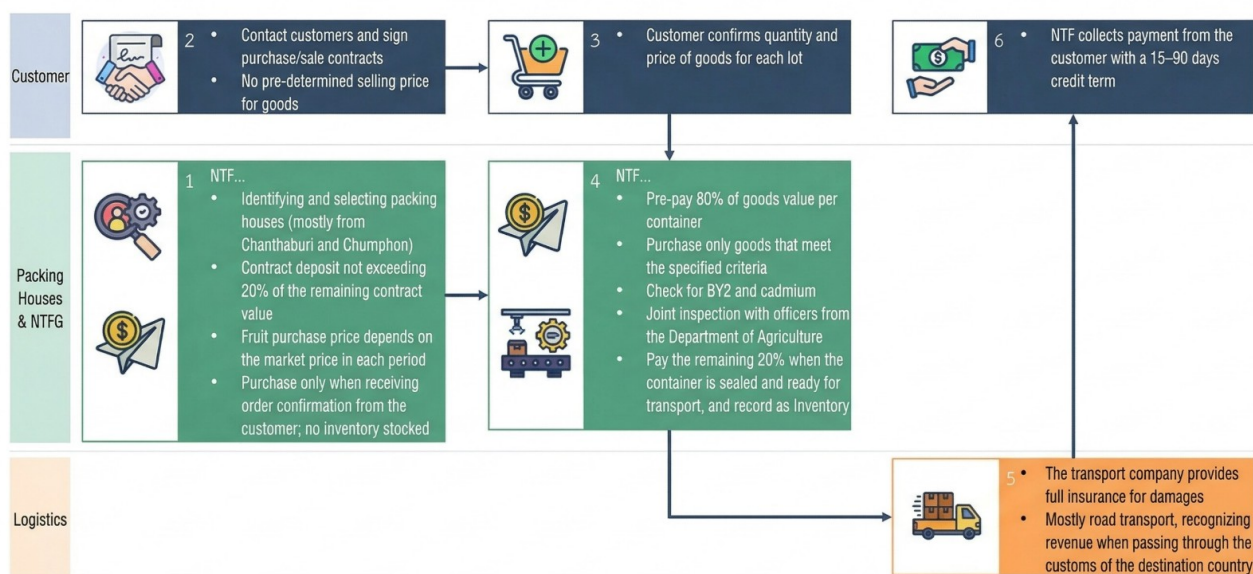 Customer
2
• Contact customers and sign
purchase/sale contracts
• No pre-determined selling price
for goods
3
• Customer confirms quantity and
price of goods for each lot
6
• NTF collects payment from the
customer with a 15–90 days
credit term
Packing
Houses
& NTFG
1
NTF...
• Identifying and selecting packing
houses (mostly from
Chanthaburi and Chumphon)
• Contract deposit not exceeding
20% of the remaining contract
value
• Fruit purchase price depends on
the market price in each period
• Purchase only when receiving
order confirmation from the
customer; no inventory stocked
4
NTF...
• Pre-pay 80% of goods value per
container
• Purchase only goods that meet
the specified criteria
• Check for BY2 and cadmium
• Joint inspection with officers from
the Department of Agriculture
• Pay the remaining 20% when the
container is sealed and ready for
transport, and record as Inventory
Logistics
5
• The transport company provides
full insurance for damages
• Mostly road transport, recognizing
revenue when passing through the
customs of the destination country